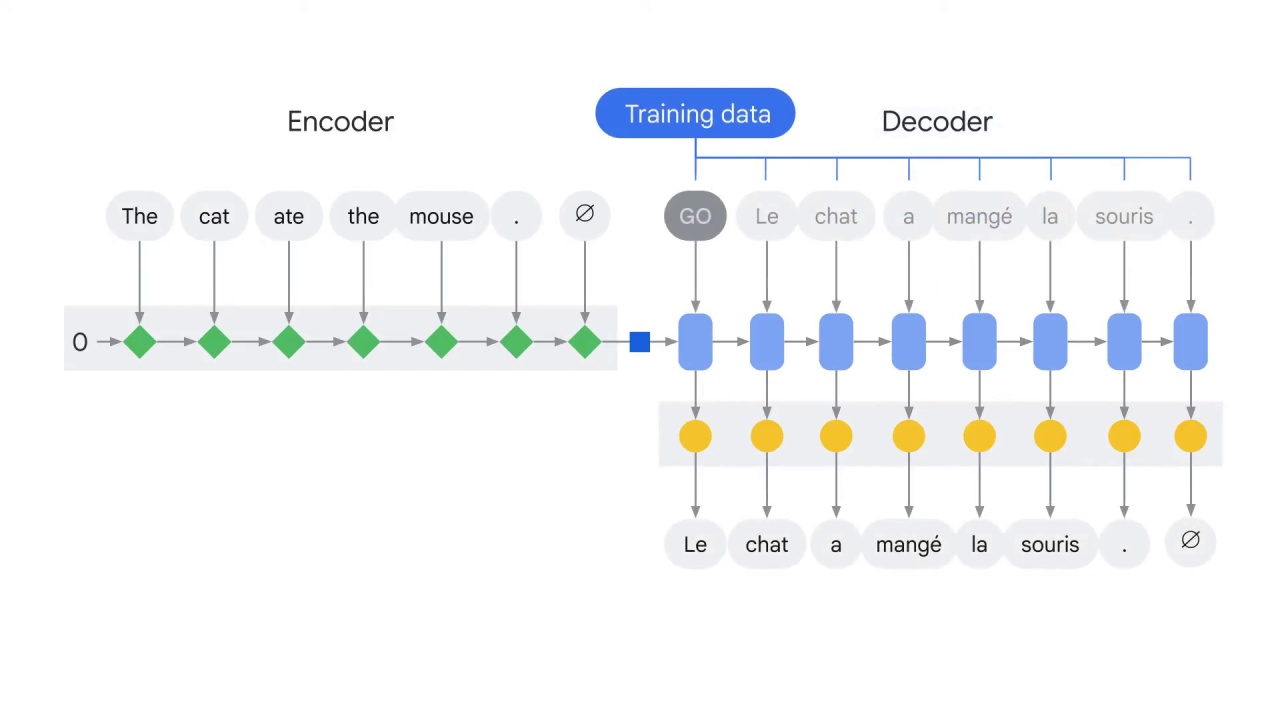 Encoder
Training data
Decoder
The cat ate the mouse . ∅
GO Le chat a mangé la souris .
0
Le chat a mangé la souris . ∅